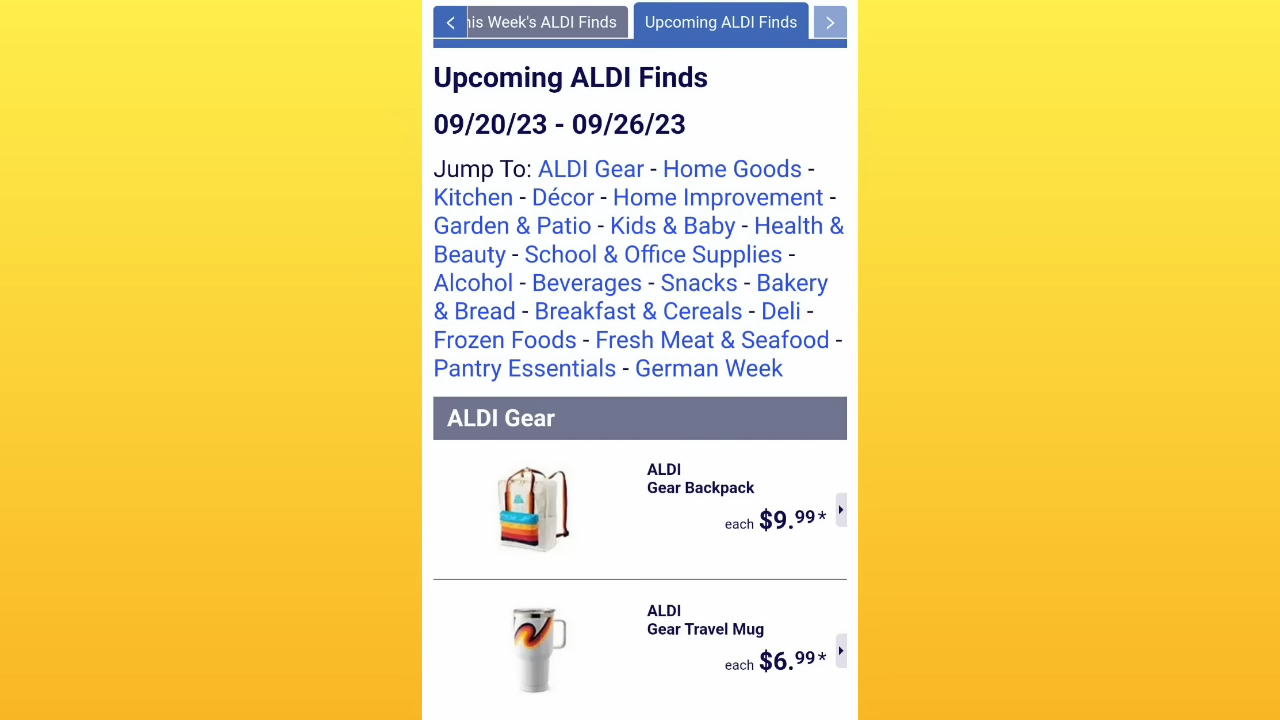 his Week's ALDI Finds
Upcoming ALDI Finds
Upcoming ALDI Finds
09/20/23 - 09/26/23
Jump To: ALDI Gear - Home Goods -
Kitchen - Décor - Home Improvement -
Garden & Patio - Kids & Baby - Health &
Beauty - School & Office Supplies -
Alcohol - Beverages - Snacks - Bakery
& Bread - Breakfast & Cereals - Deli -
Frozen Foods - Fresh Meat & Seafood -
Pantry Essentials - German Week
ALDI Gear
ALDI
Gear Backpack
each $9.99*
ALDI
Gear Travel Mug
each $6.99*